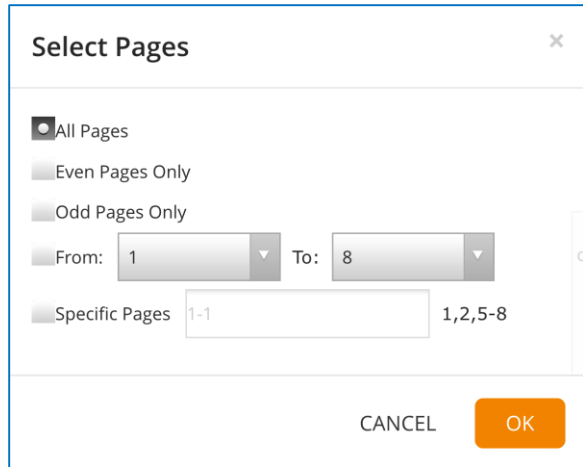 Select Pages ×
All Pages
Even Pages Only
Odd Pages Only
From: 1 To: 8
Specific Pages 1-1 1,2,5-8
CANCEL OK